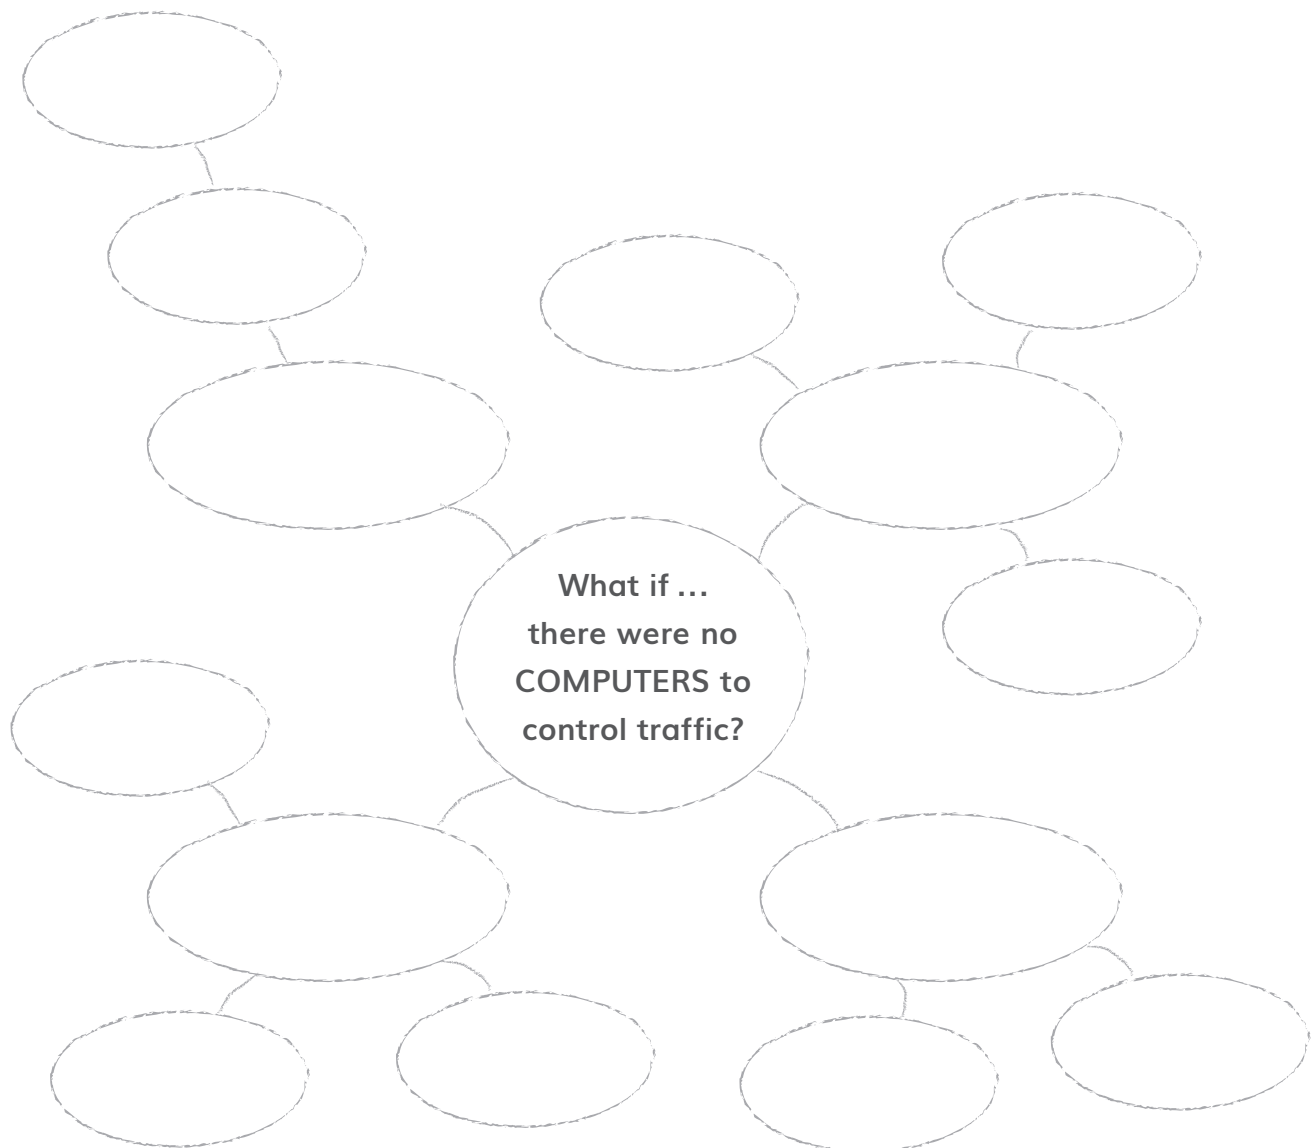 What if ...
there were no
COMPUTERS to
control traffic?